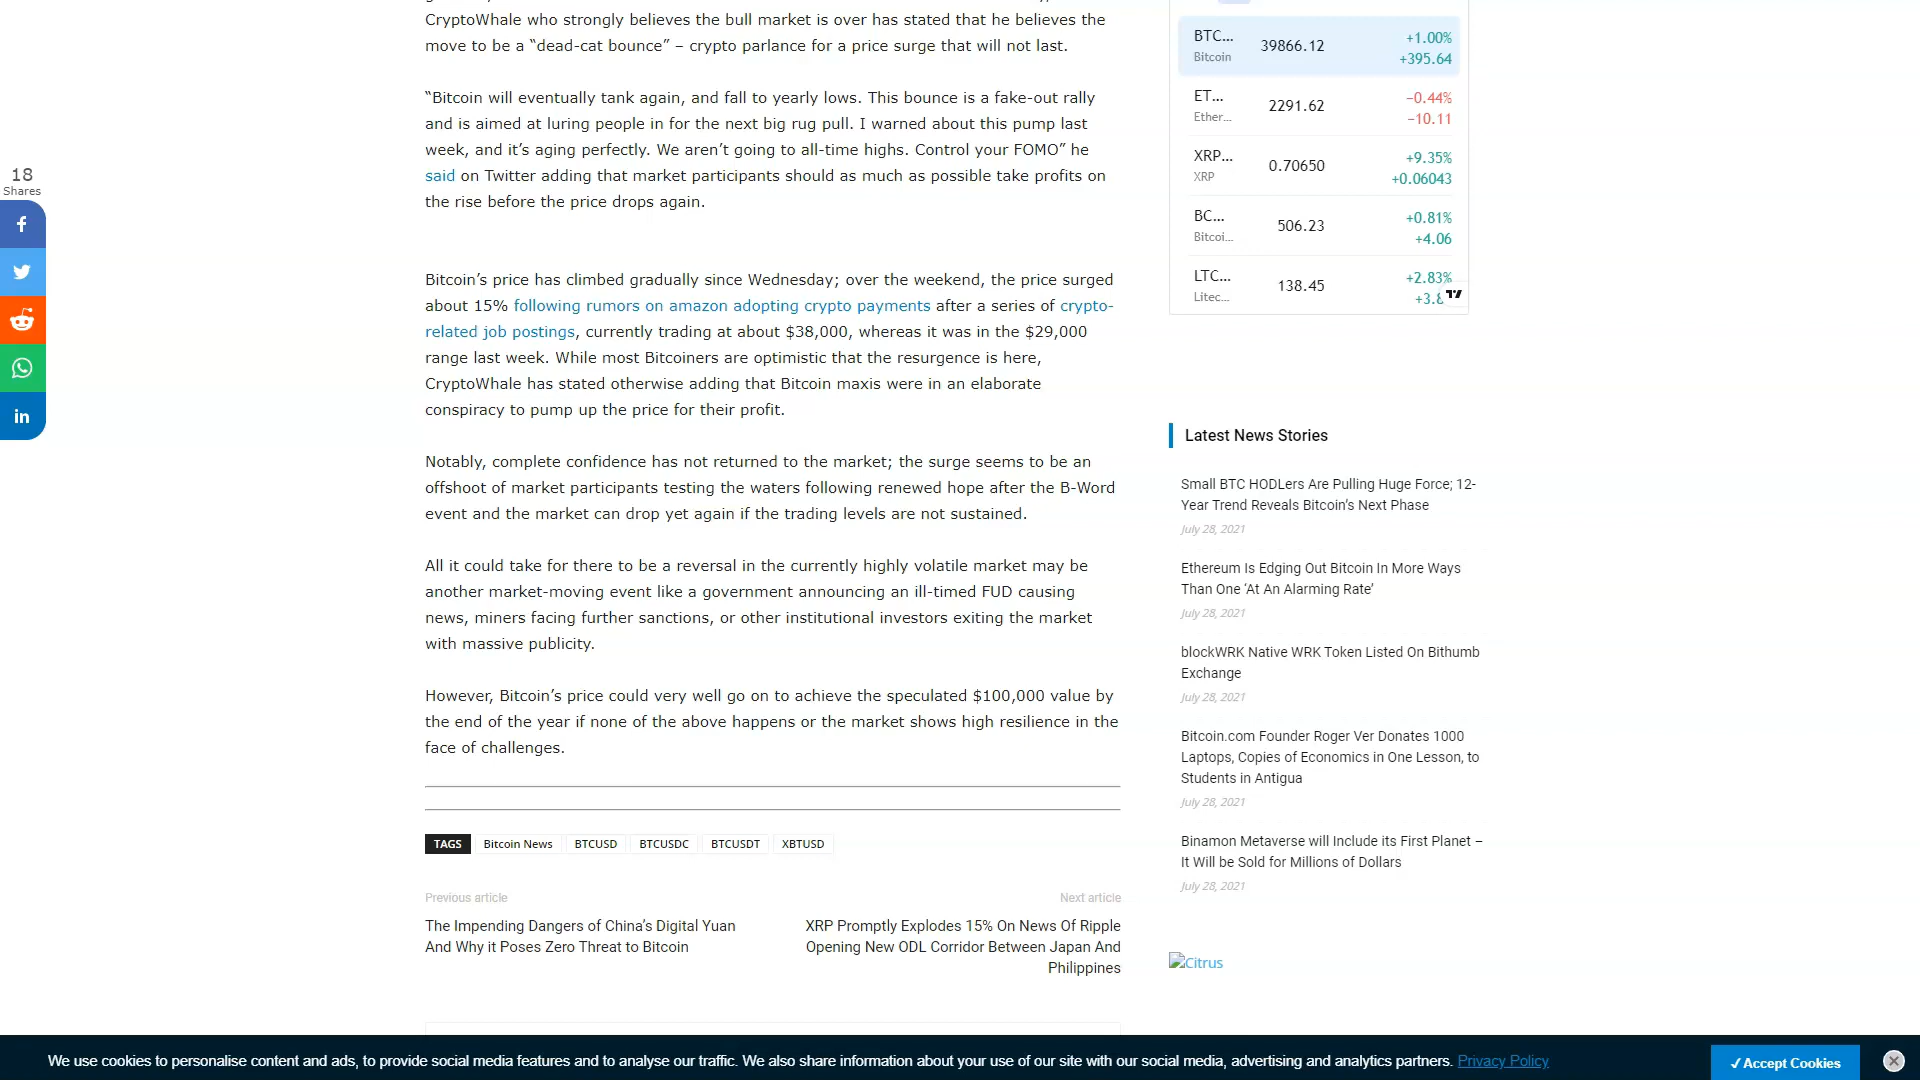 CryptoWhale who strongly believes the bull market is over has stated that he believes the
move to be a “dead-cat bounce” – crypto parlance for a price surge that will not last.
“Bitcoin will eventually tank again, and fall to yearly lows. This bounce is a fake-out rally
and is aimed at luring people in for the next big rug pull. I warned about this pump last
week, and it’s aging perfectly. We aren’t going to all-time highs. Control your FOMO” he
said on Twitter adding that market participants should as much as possible take profits on
the rise before the price drops again.
Bitcoin’s price has climbed gradually since Wednesday; over the weekend, the price surged
about 15% following rumors on amazon adopting crypto payments after a series of crypto-
related job postings, currently trading at about $38,000, whereas it was in the $29,000
range last week. While most Bitcoiners are optimistic that the resurgence is here,
CryptoWhale has stated otherwise adding that Bitcoin maxis were in an elaborate
conspiracy to pump up the price for their profit.
Notably, complete confidence has not returned to the market; the surge seems to be an
offshoot of market participants testing the waters following renewed hope after the B-Word
event and the market can drop yet again if the trading levels are not sustained.
All it could take for there to be a reversal in the currently highly volatile market may be
another market-moving event like a government announcing an ill-timed FUD causing
news, miners facing further sanctions, or other institutional investors exiting the market
with massive publicity.
However, Bitcoin’s price could very well go on to achieve the speculated $100,000 value by
the end of the year if none of the above happens or the market shows high resilience in the
face of challenges.
TAGS Bitcoin News BTCUSD BTCUSDC BTCUSDT XBTUSD
Previous article
The Impending Dangers of China’s Digital Yuan
And Why it Poses Zero Threat to Bitcoin
Next article
XRP Promptly Explodes 15% On News Of Ripple
Opening New ODL Corridor Between Japan And
Philippines
18
Shares
BTC... 39866.12 +1.00%
Bitcoin +395.64
ET... 2291.62 −0.44%
Ether... −10.11
XRP... 0.70650 +9.35%
XRP +0.06043
BC... 506.23 +0.81%
Bitcoi... +4.06
LTC... 138.45 +2.83%
Litec... +3.8
Latest News Stories
Small BTC HODLers Are Pulling Huge Force; 12-
Year Trend Reveals Bitcoin’s Next Phase
July 28, 2021
Ethereum Is Edging Out Bitcoin In More Ways
Than One ‘At An Alarming Rate’
July 28, 2021
blockWRK Native WRK Token Listed On Bithumb
Exchange
July 28, 2021
Bitcoin.com Founder Roger Ver Donates 1000
Laptops, Copies of Economics in One Lesson, to
Students in Antigua
July 28, 2021
Binamon Metaverse will Include its First Planet –
It Will be Sold for Millions of Dollars
July 28, 2021
Citrus
We use cookies to personalise content and ads, to provide social media features and to analyse our traffic. We also share information about your use of our site with our social media, advertising and analytics partners. Privacy Policy
✓Accept Cookies